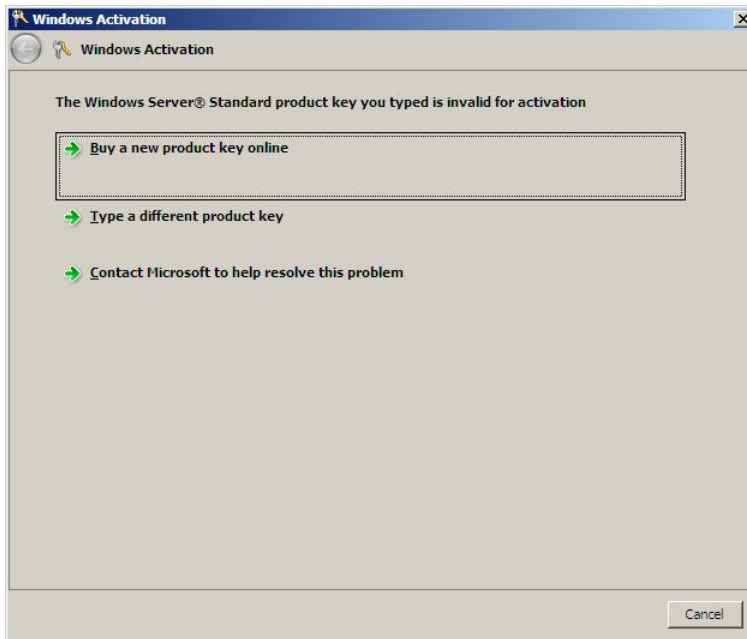 Windows Activation
Windows Activation
The Windows Server® Standard product key you typed is invalid for activation
Buy a new product key online
Type a different product key
Contact Microsoft to help resolve this problem
Cancel